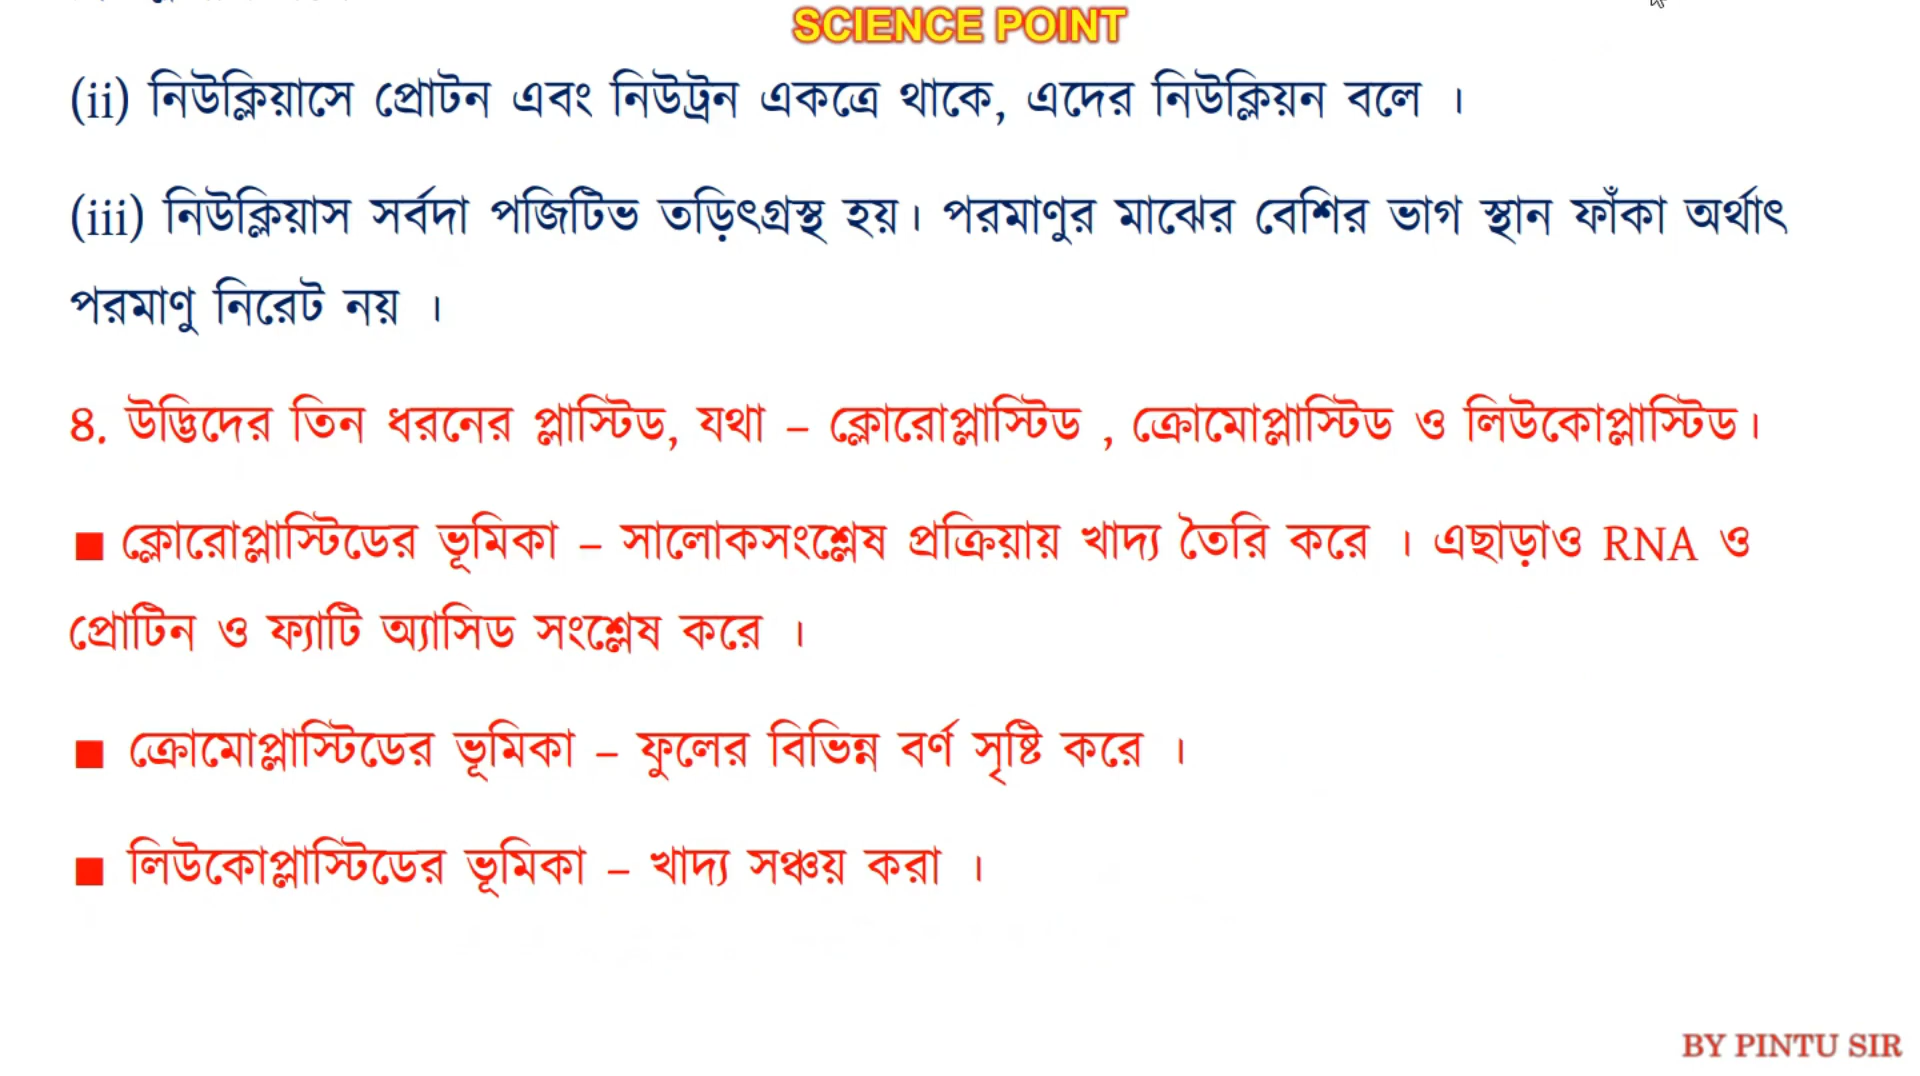 SCIENCE POINT
(ii) নিউক্লিয়াসে প্রোটন এবং নিউট্রন একত্রে থাকে, এদের নিউক্লিয়ন বলে ।
(iii) নিউক্লিয়াস সর্বদা পজিটিভ তড়িৎগ্রস্থ হয়। পরমাণুর মাঝের বেশির ভাগ স্থান ফাঁকা অর্থাৎ
পরমাণু নিরেট নয় ।
৪. উদ্ভিদের তিন ধরনের প্লাস্টিড, যথা – ক্লোরোপ্লাস্টিড , ক্রোমোপ্লাস্টিড ও লিউকোপ্লাস্টিড।
■ ক্লোরোপ্লাস্টিডের ভূমিকা – সালোকসংশ্লেষ প্রক্রিয়ায় খাদ্য তৈরি করে । এছাড়াও RNA ও
প্রোটিন ও ফ্যাটি অ্যাসিড সংশ্লেষ করে ।
■ ক্রোমোপ্লাস্টিডের ভূমিকা – ফুলের বিভিন্ন বর্ণ সৃষ্টি করে ।
■ লিউকোপ্লাস্টিডের ভূমিকা – খাদ্য সঞ্চয় করা ।
BY PINTU SIR